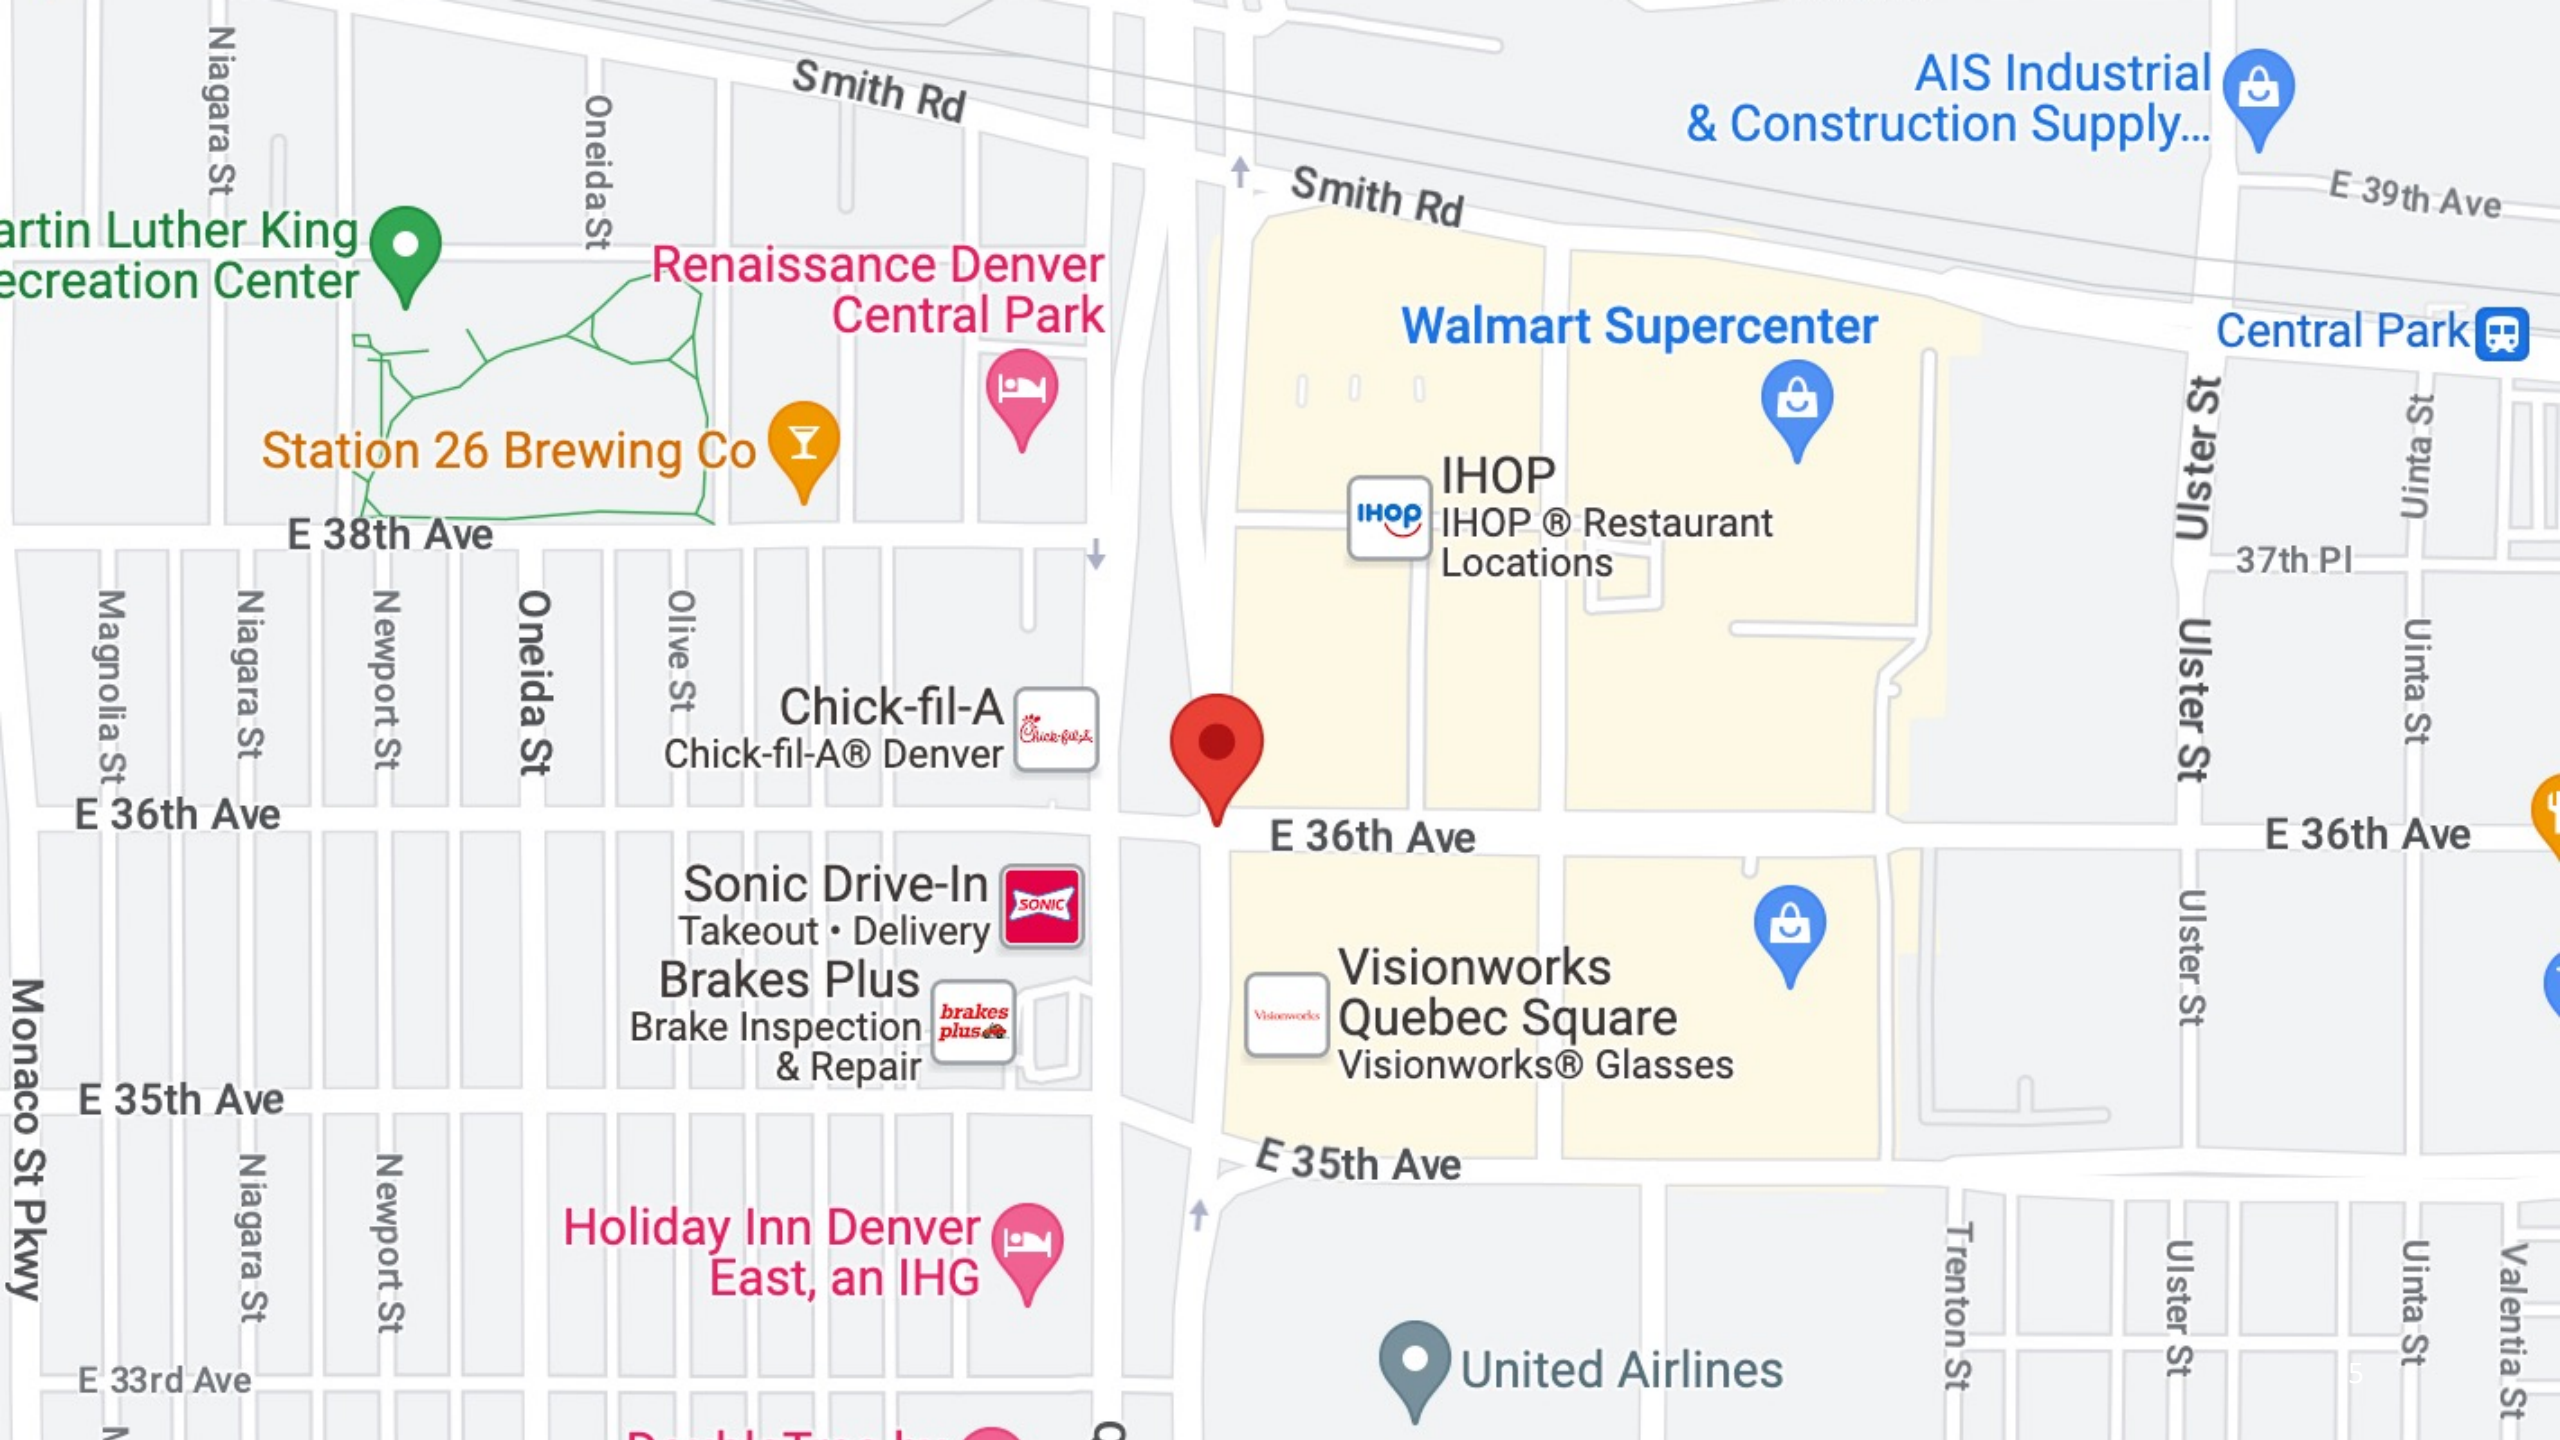 Niagara St
Oneida St
Smith Rd
Smith Rd
AIS Industrial
& Construction Supply...
E 39th Ave
artin Luther King
ecreation Center
Renaissance Denver
Central Park
Walmart Supercenter
Central Park
Station 26 Brewing Co
IHOP
IHOP
IHOP ® Restaurant
Locations
Ulster St
Uinta St
E 38th Ave
37th Pl
Magnolia St
Niagara St
Newport St
Oneida St
Olive St
Ulster St
Uinta St
Chick-fil-A
Chick-fil-A® Denver
Chick-fil-A
E 36th Ave
E 36th Ave
E 36th Ave
Sonic Drive-In
Takeout • Delivery
SONIC
Brakes Plus
Brake Inspection
& Repair
brakes
plus
Visionworks
Visionworks
Quebec Square
Visionworks® Glasses
Ulster St
Monaco St Pkwy
E 35th Ave
E 35th Ave
Niagara St
Newport St
Holiday Inn Denver
East, an IHG
Trenton St
Ulster St
Uinta St
Valentia St
United Airlines
E 33rd Ave
5